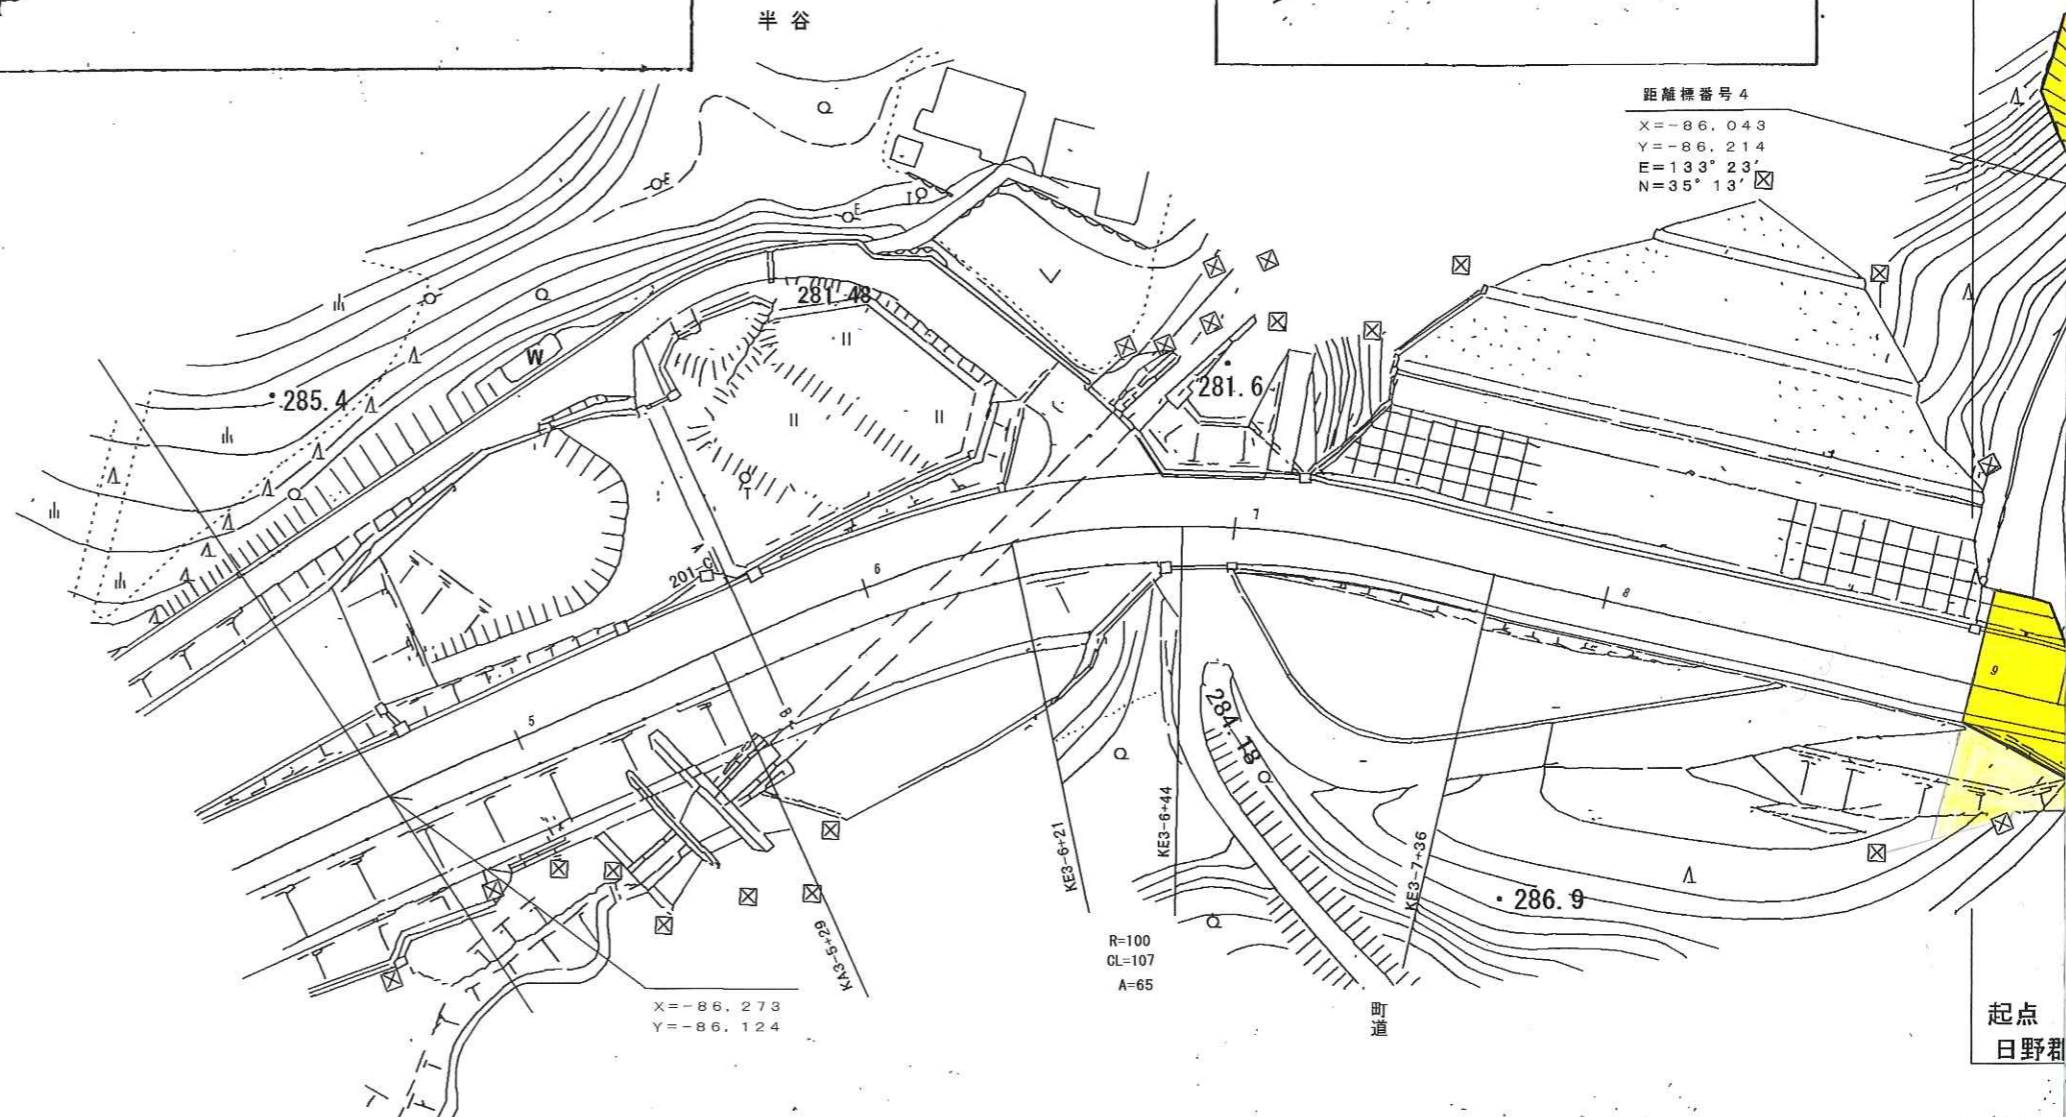 半谷
距離標番号4
X=-86,043
Y=-86,214
E=133°23′
N=35°13′
281.48
W
285.4
281.6
7
201-C
A
6
8
9
5
B
284.18
KE3-6+21
KE3-6+44
KE3-7+36
286.9
KA3-5+29
R=100
CL=107
A=65
X=-86,273
Y=-86,124
町道
起点
日野郡